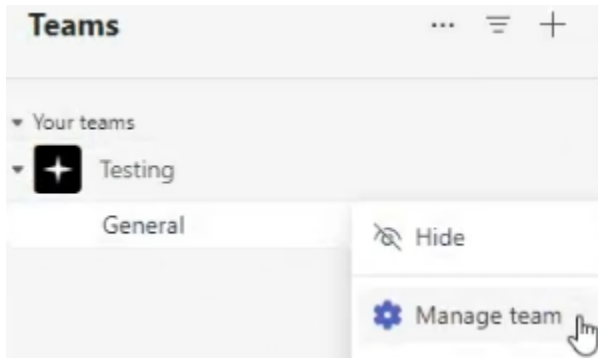 Teams
Your teams
Testing
General
Hide
Manage team